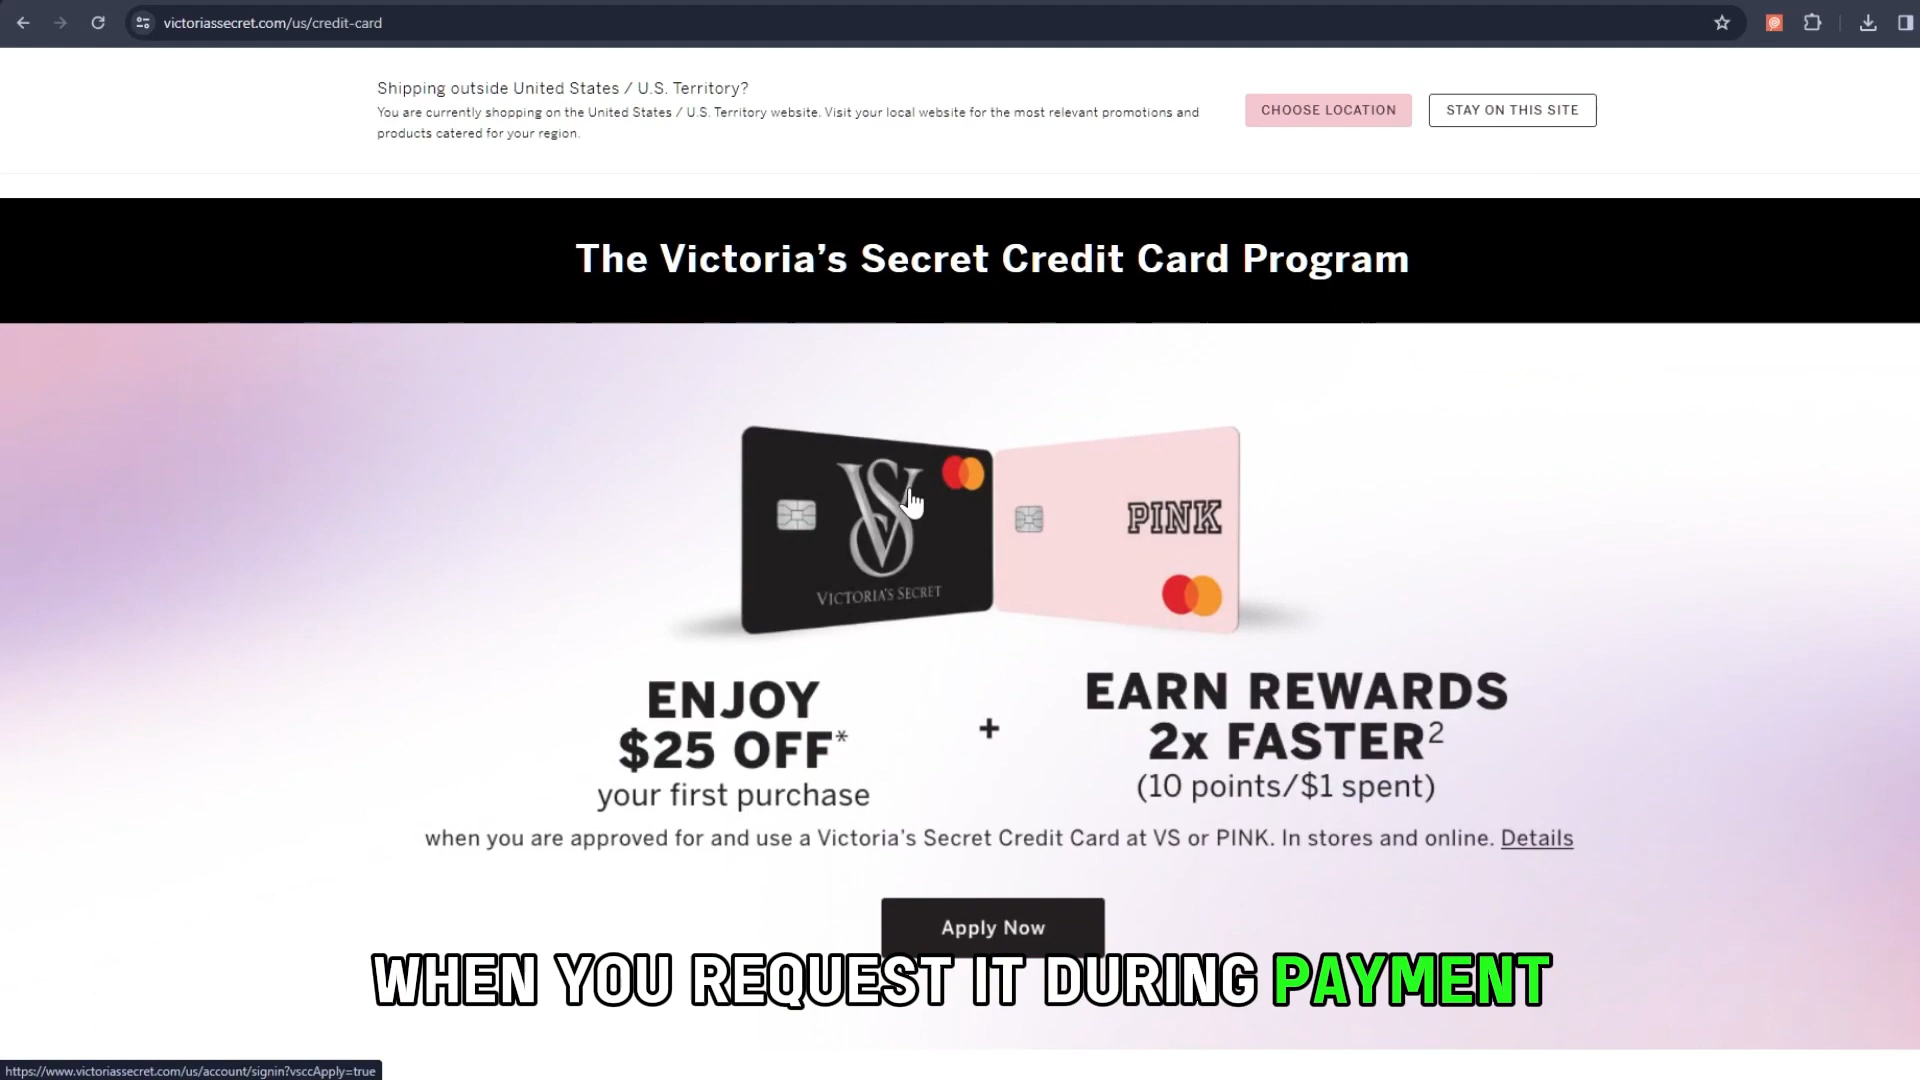 victoriassecret.com/us/credit-card
Shipping outside United States / U.S. Territory?
You are currently shopping on the United States / U.S. Territory website. Visit your local website for the most relevant promotions and
products catered for your region.
CHOOSE LOCATION
STAY ON THIS SITE
The Victoria’s Secret Credit Card Program
VS
VICTORIA'S SECRET
PINK
ENJOY
$25 OFF*
your first purchase
+
EARN REWARDS
2x FASTER2
(10 points/$1 spent)
when you are approved for and use a Victoria’s Secret Credit Card at VS or PINK. In stores and online. Details
Apply Now
WHEN YOU REQUEST IT DURING PAYMENT
https://www.victoriassecret.com/us/account/signin?vsccApply=true